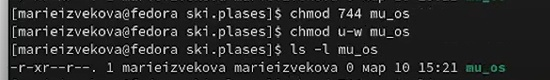 [marieizvekova@fedora ski.plases]$ chmod 744 mu_os
[marieizvekova@fedora ski.plases]$ chmod u-w mu_os
[marieizvekova@fedora ski.plases]$ ls -l mu_os
-r-xr--r--. 1 marieizvekova marieizvekova 0 мар 10 15:21 mu_os